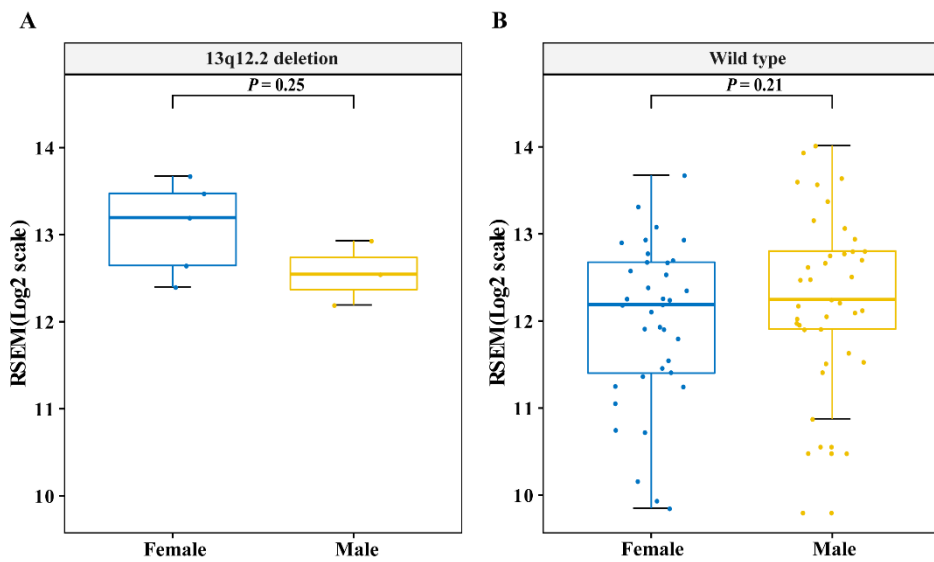 A
13q12.2 deletion
P = 0.25
RSEM(Log2 scale)
14
13
12
11
10
Female
Male
B
Wild type
P = 0.21
RSEM(Log2 scale)
14
13
12
11
10
Female
Male